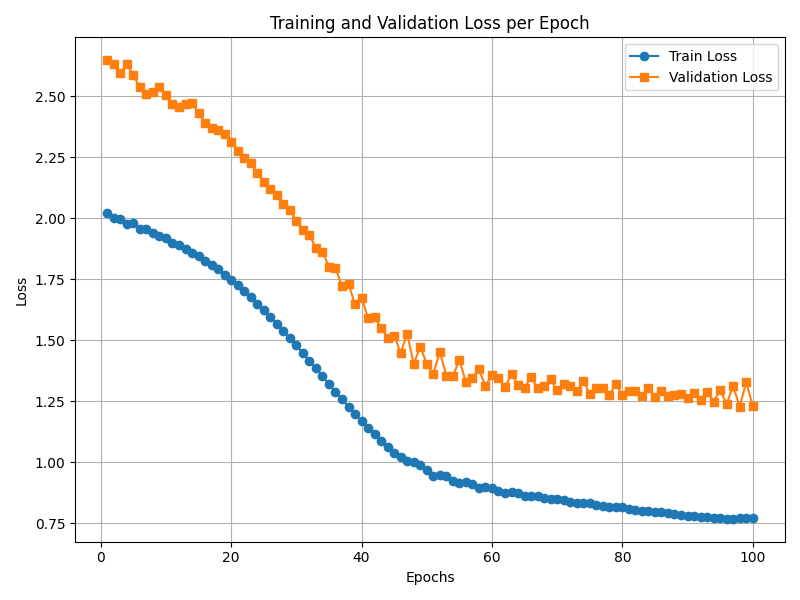 Training and Validation Loss per Epoch
Train Loss
Validation Loss
Loss
2.50
2.25
2.00
1.75
1.50
1.25
1.00
0.75
0 20 40 60 80 100
Epochs